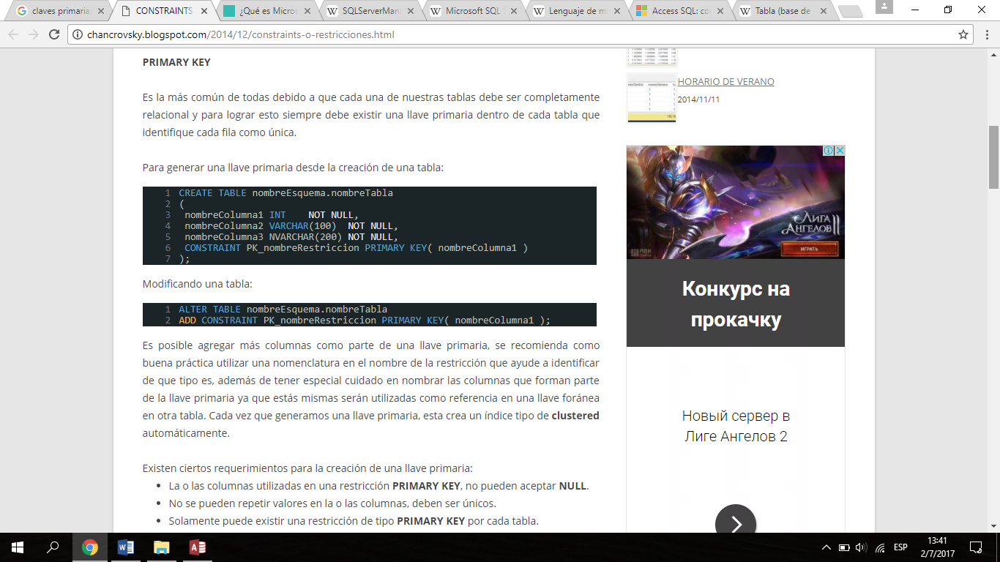 claves primaria
CONSTRAINTS
¿Qué es Micros
SQLServerMan
Microsoft SQL
Lenguaje de m
Access SQL: co
Tabla (base de
chancrovsky.blogspot.com/2014/12/constraints-o-restricciones.html
PRIMARY KEY
Es la más común de todas debido a que cada una de nuestras tablas debe ser completamente
relacional y para lograr esto siempre debe existir una llave primaria dentro de cada tabla que
identifique cada fila como única.
Para generar una llave primaria desde la creación de una tabla:
1 CREATE TABLE nombreEsquema.nombreTabla
2 (
3 nombreColumna1 INT NOT NULL,
4 nombreColumna2 VARCHAR(100) NOT NULL,
5 nombreColumna3 NVARCHAR(200) NOT NULL,
6 CONSTRAINT PK_nombreRestriccion PRIMARY KEY( nombreColumna1 )
7 );
Modificando una tabla:
1 ALTER TABLE nombreEsquema.nombreTabla
2 ADD CONSTRAINT PK_nombreRestriccion PRIMARY KEY( nombreColumna1 );
Es posible agregar más columnas como parte de una llave primaria, se recomienda como
buena práctica utilizar una nomenclatura en el nombre de la restricción que ayude a identificar
de que tipo es, además de tener especial cuidado en nombrar las columnas que forman parte
de la llave primaria ya que estás mismas serán utilizadas como referencia en una llave foránea
en otra tabla. Cada vez que generamos una llave primaria, esta crea un índice tipo de clustered
automáticamente.
Existen ciertos requerimientos para la creación de una llave primaria:
• La o las columnas utilizadas en una restricción PRIMARY KEY, no pueden aceptar NULL.
• No se pueden repetir valores en la o las columnas, deben ser únicos.
• Solamente puede existir una restricción de tipo PRIMARY KEY por cada tabla.
HORARIO DE VERANO
2014/11/11
ЛИГА
АНГЕЛОВ II
ИГРАТЬ
Конкурс на
прокачку
Новый сервер в
Лиге Ангелов 2
ESP
13:41
2/7/2017